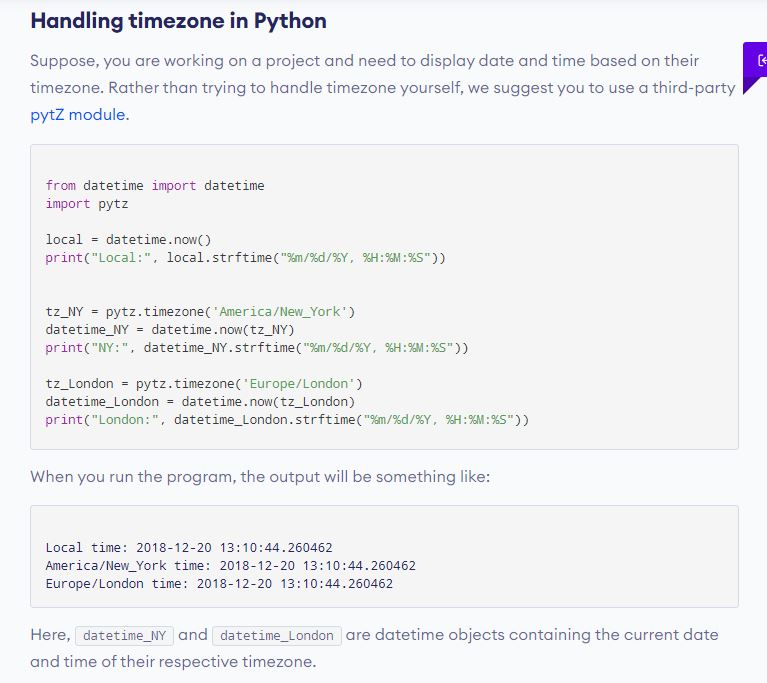 Handling timezone in Python
Suppose, you are working on a project and need to display date and time based on their
timezone. Rather than trying to handle timezone yourself, we suggest you to use a third-party
pytZ module.
from datetime import datetime
import pytz
local = datetime.now()
print("Local:", local.strftime("%m/%d/%Y, %H:%M:%S"))
tz_NY = pytz.timezone('America/New_York')
datetime_NY = datetime.now(tz_NY)
print("NY:", datetime_NY.strftime("%m/%d/%Y, %H:%M:%S"))
tz_London = pytz.timezone('Europe/London')
datetime_London = datetime.now(tz_London)
print("London:", datetime_London.strftime("%m/%d/%Y, %H:%M:%S"))
When you run the program, the output will be something like:
Local time: 2018-12-20 13:10:44.260462
America/New_York time: 2018-12-20 13:10:44.260462
Europe/London time: 2018-12-20 13:10:44.260462
Here, datetime_NY and datetime_London are datetime objects containing the current date
and time of their respective timezone.